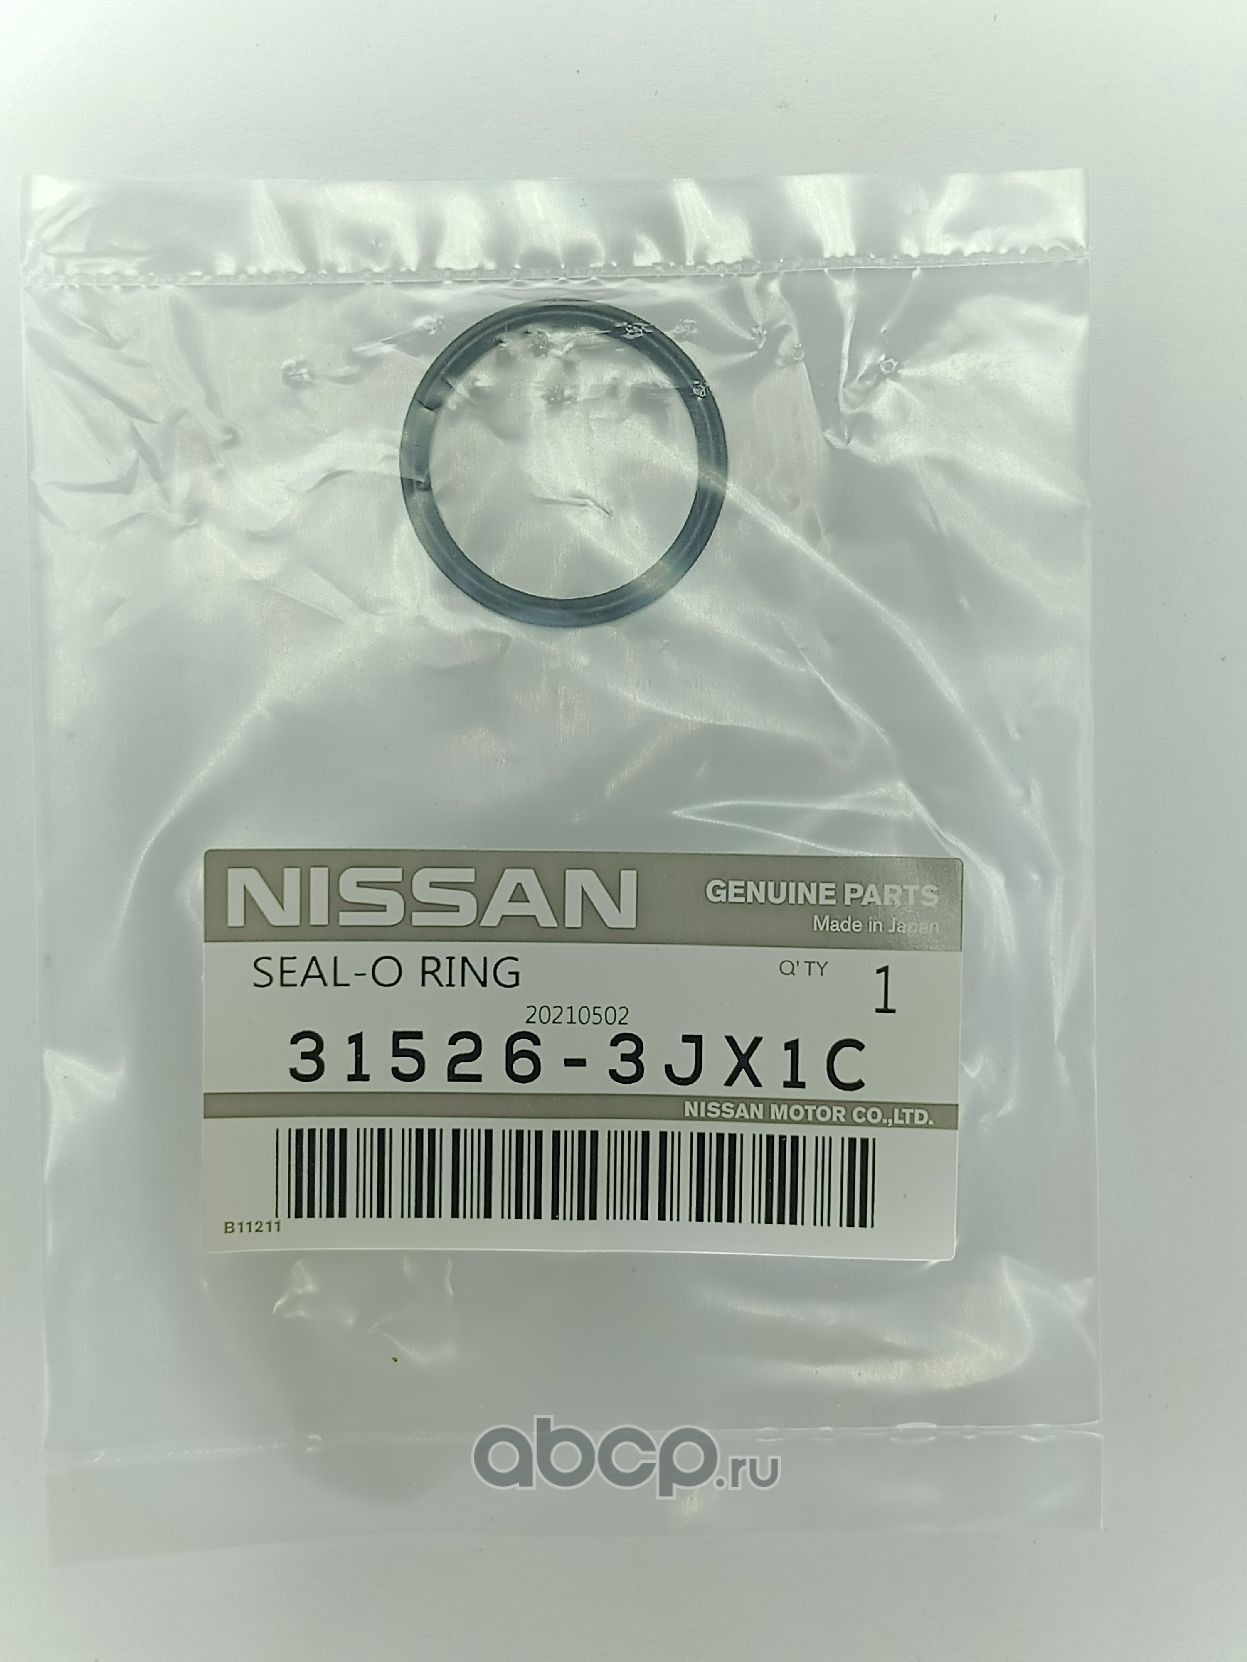 NISSAN
GENUINE PARTS
Made in Japan
SEAL-O RING
Q'TY 1
20210502
31526-3JX1C
NISSAN MOTOR CO.,LTD.
B11211
abcp.ru